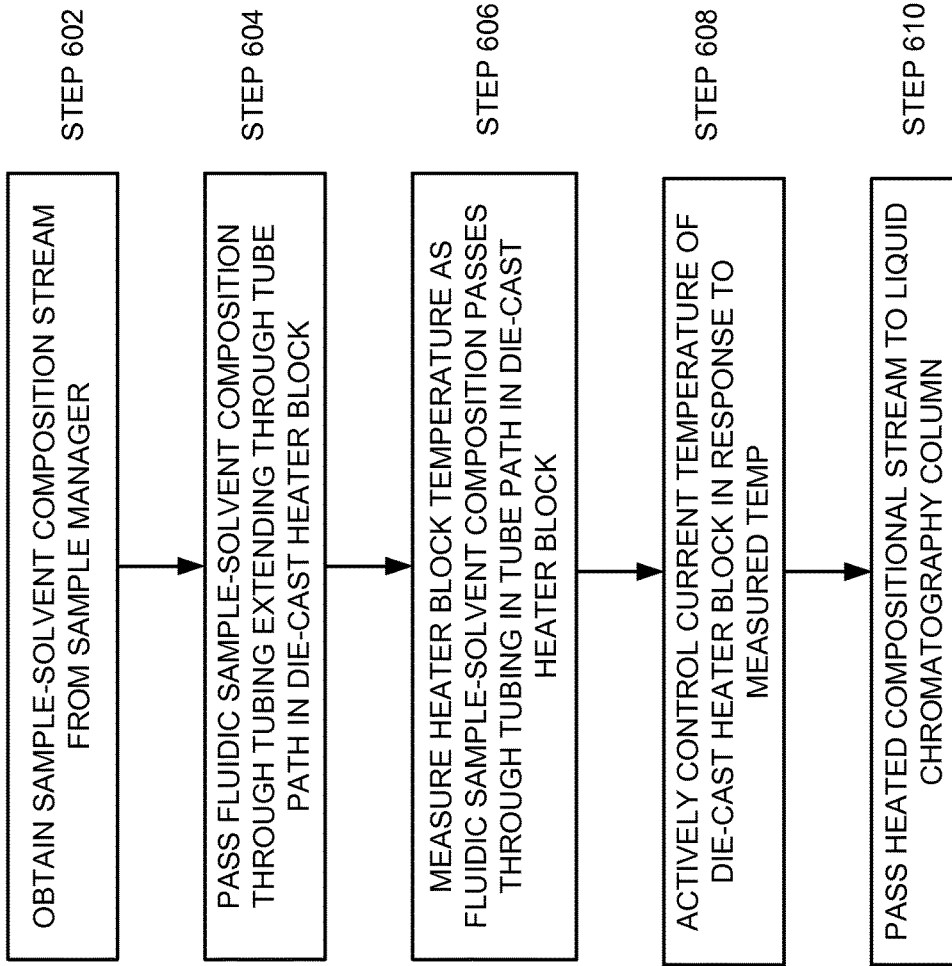 OBTAIN SAMPLE-SOLVENT COMPOSITION STREAM
FROM SAMPLE MANAGER
STEP 602
PASS FLUIDIC SAMPLE-SOLVENT COMPOSITION
THROUGH TUBING EXTENDING THROUGH TUBE
PATH IN DIE-CAST HEATER BLOCK
STEP 604
MEASURE HEATER BLOCK TEMPERATURE AS
FLUIDIC SAMPLE-SOLVENT COMPOSITION PASSES
THROUGH TUBING IN TUBE PATH IN DIE-CAST
HEATER BLOCK
STEP 606
ACTIVELY CONTROL CURRENT TEMPERATURE OF
DIE-CAST HEATER BLOCK IN RESPONSE TO
MEASURED TEMP
STEP 608
PASS HEATED COMPOSITIONAL STREAM TO LIQUID
CHROMATOGRAPHY COLUMN
STEP 610